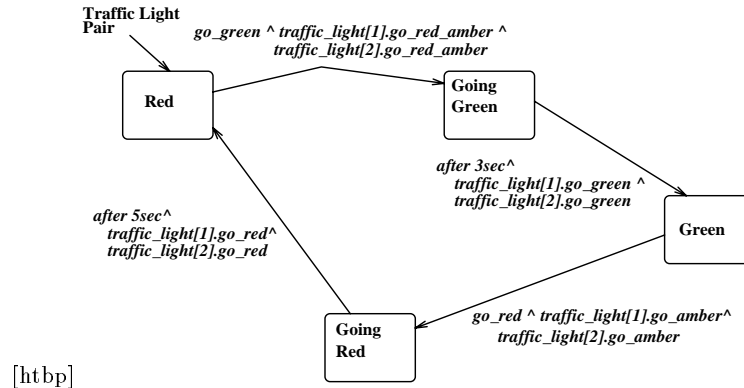 Traffic Light
Pair
go_green ^ traffic_light[1].go_red_amber ^
traffic_light[2].go_red_amber
Red
Going
Green
after 3sec^
traffic_light[1].go_green ^
traffic_light[2].go_green
after 5sec^
traffic_light[1].go_red^
traffic_light[2].go_red
Green
Going
Red
go_red ^ traffic_light[1].go_amber^
traffic_light[2].go_amber
[htbp]